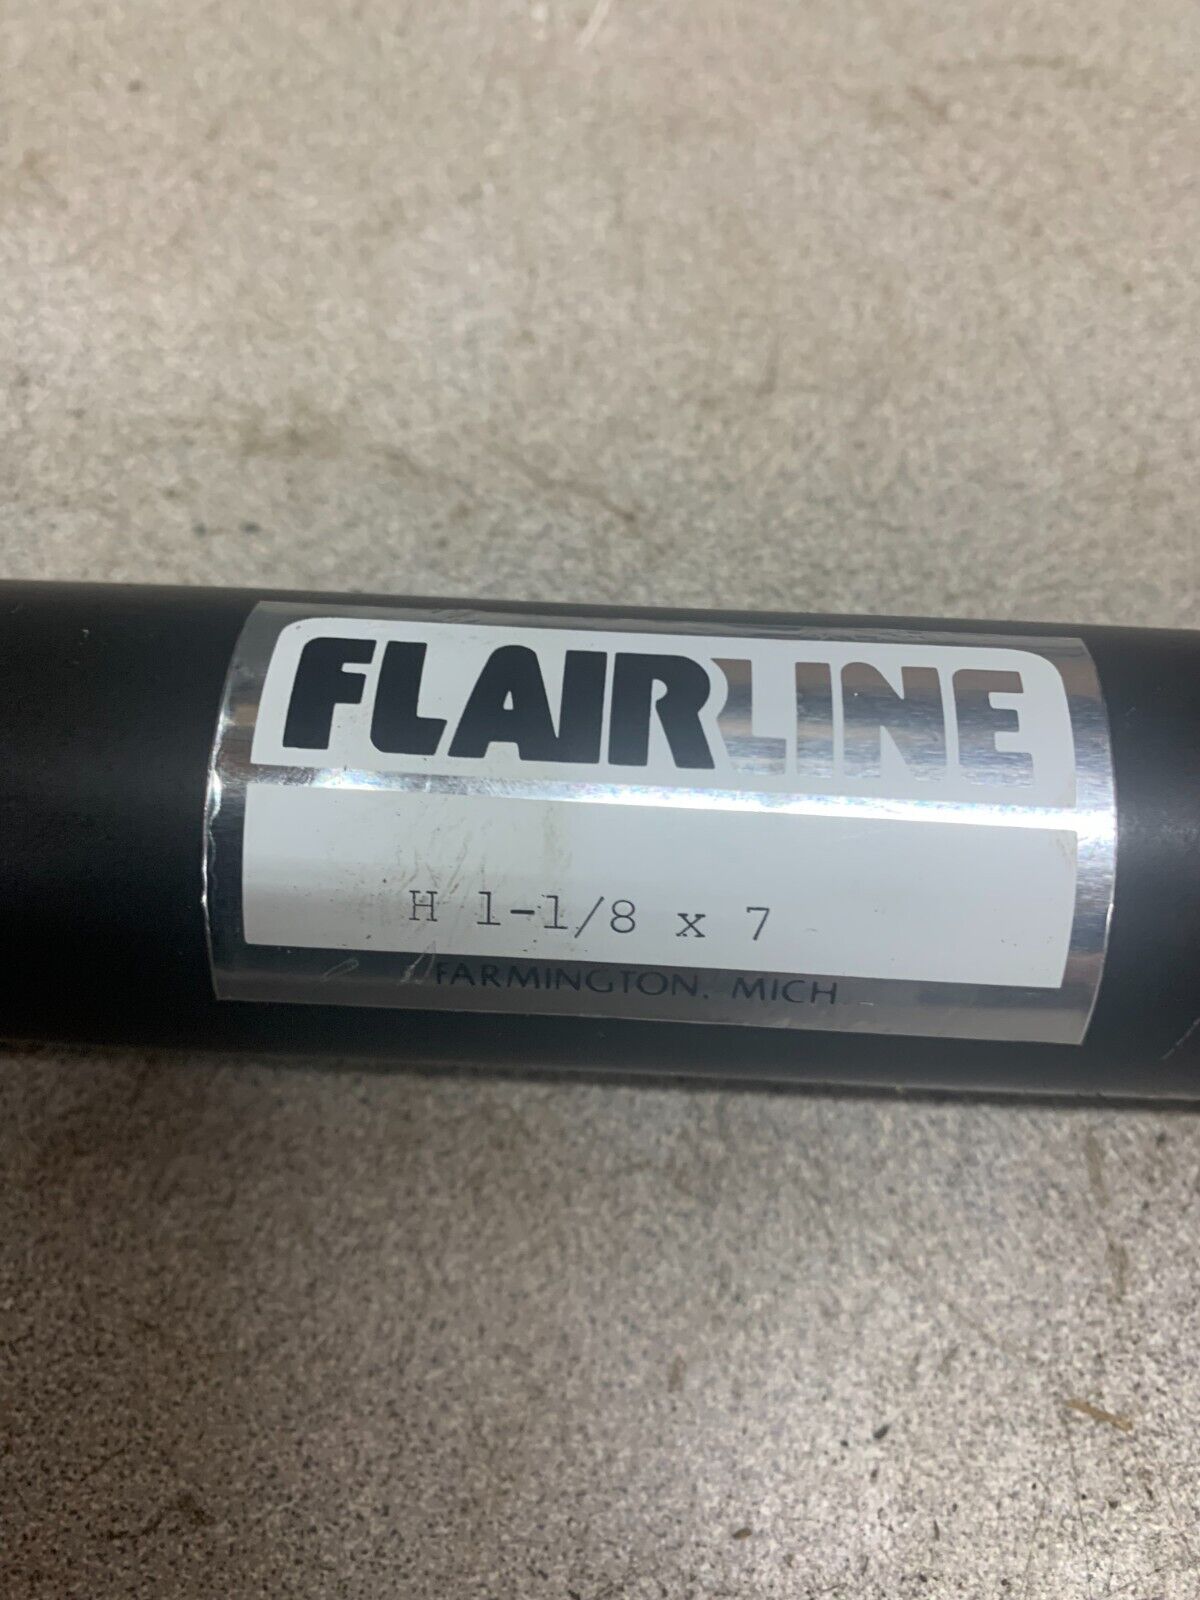 FLAIRLINE
H 1-1/8 x 7
FARMINGTON, MICH